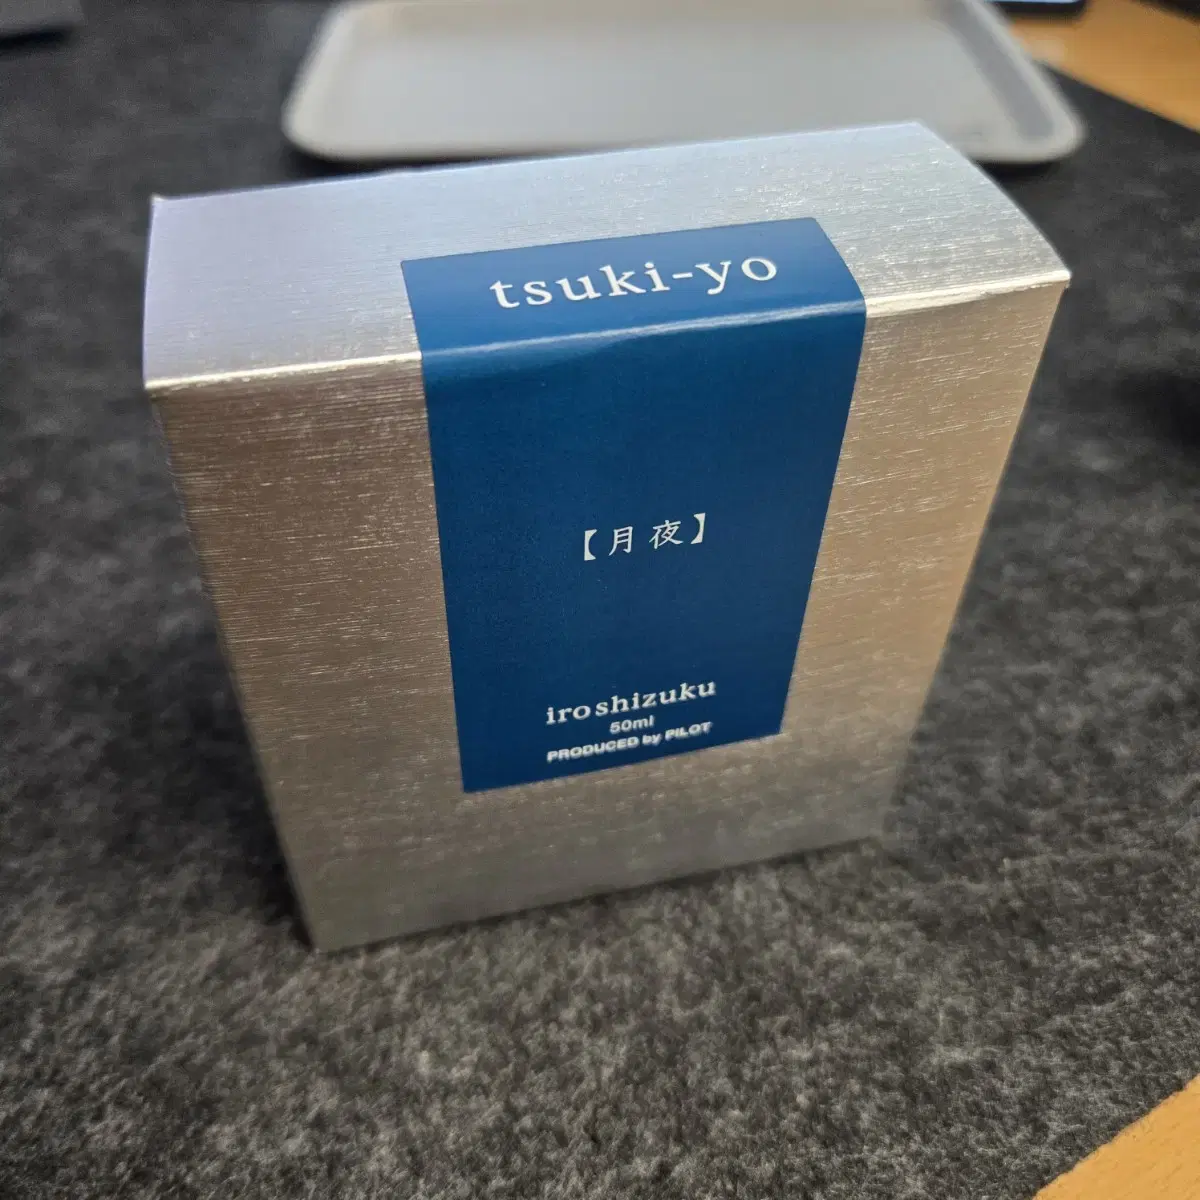 tsuki-yo
【月夜】
iroshizuku
50ml
PRODUCED by PILOT